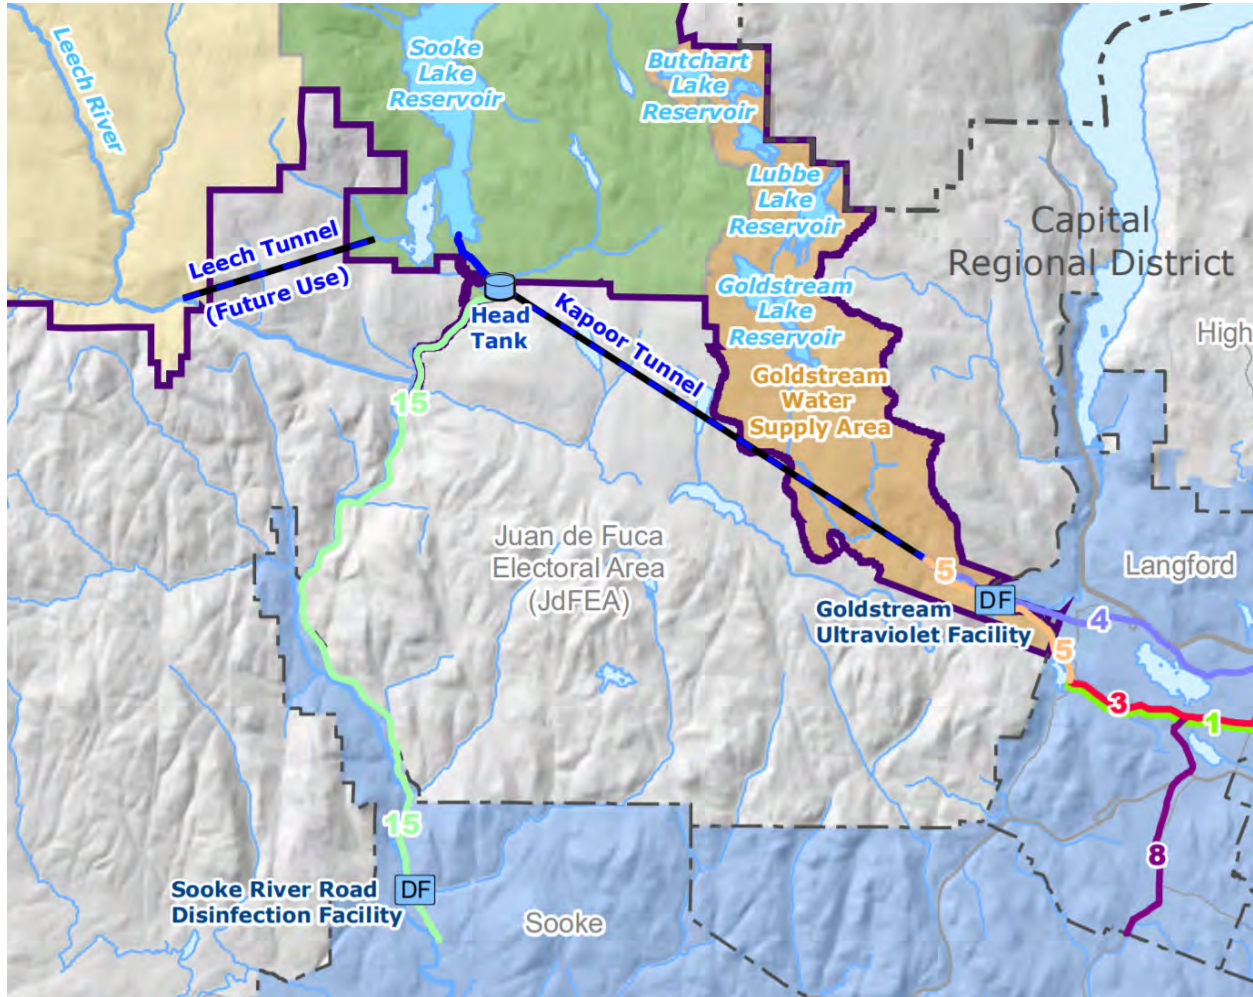 Leech River
Sooke
Lake
Reservoir
Butchart
Lake
Reservoir
Lubbe
Lake
Reservoir
Capital
Regional District
Leech Tunnel
(Future Use)
Head
Tank
Kapoor Tunnel
Goldstream
Lake
Reservoir
High
Goldstream
Water
Supply Area
15
Juan de Fuca
Electoral Area
(JdFEA)
5
DF
Goldstream
Ultraviolet Facility
Langford
4
5
3
1
15
8
Sooke River Road
Disinfection Facility
DF
Sooke